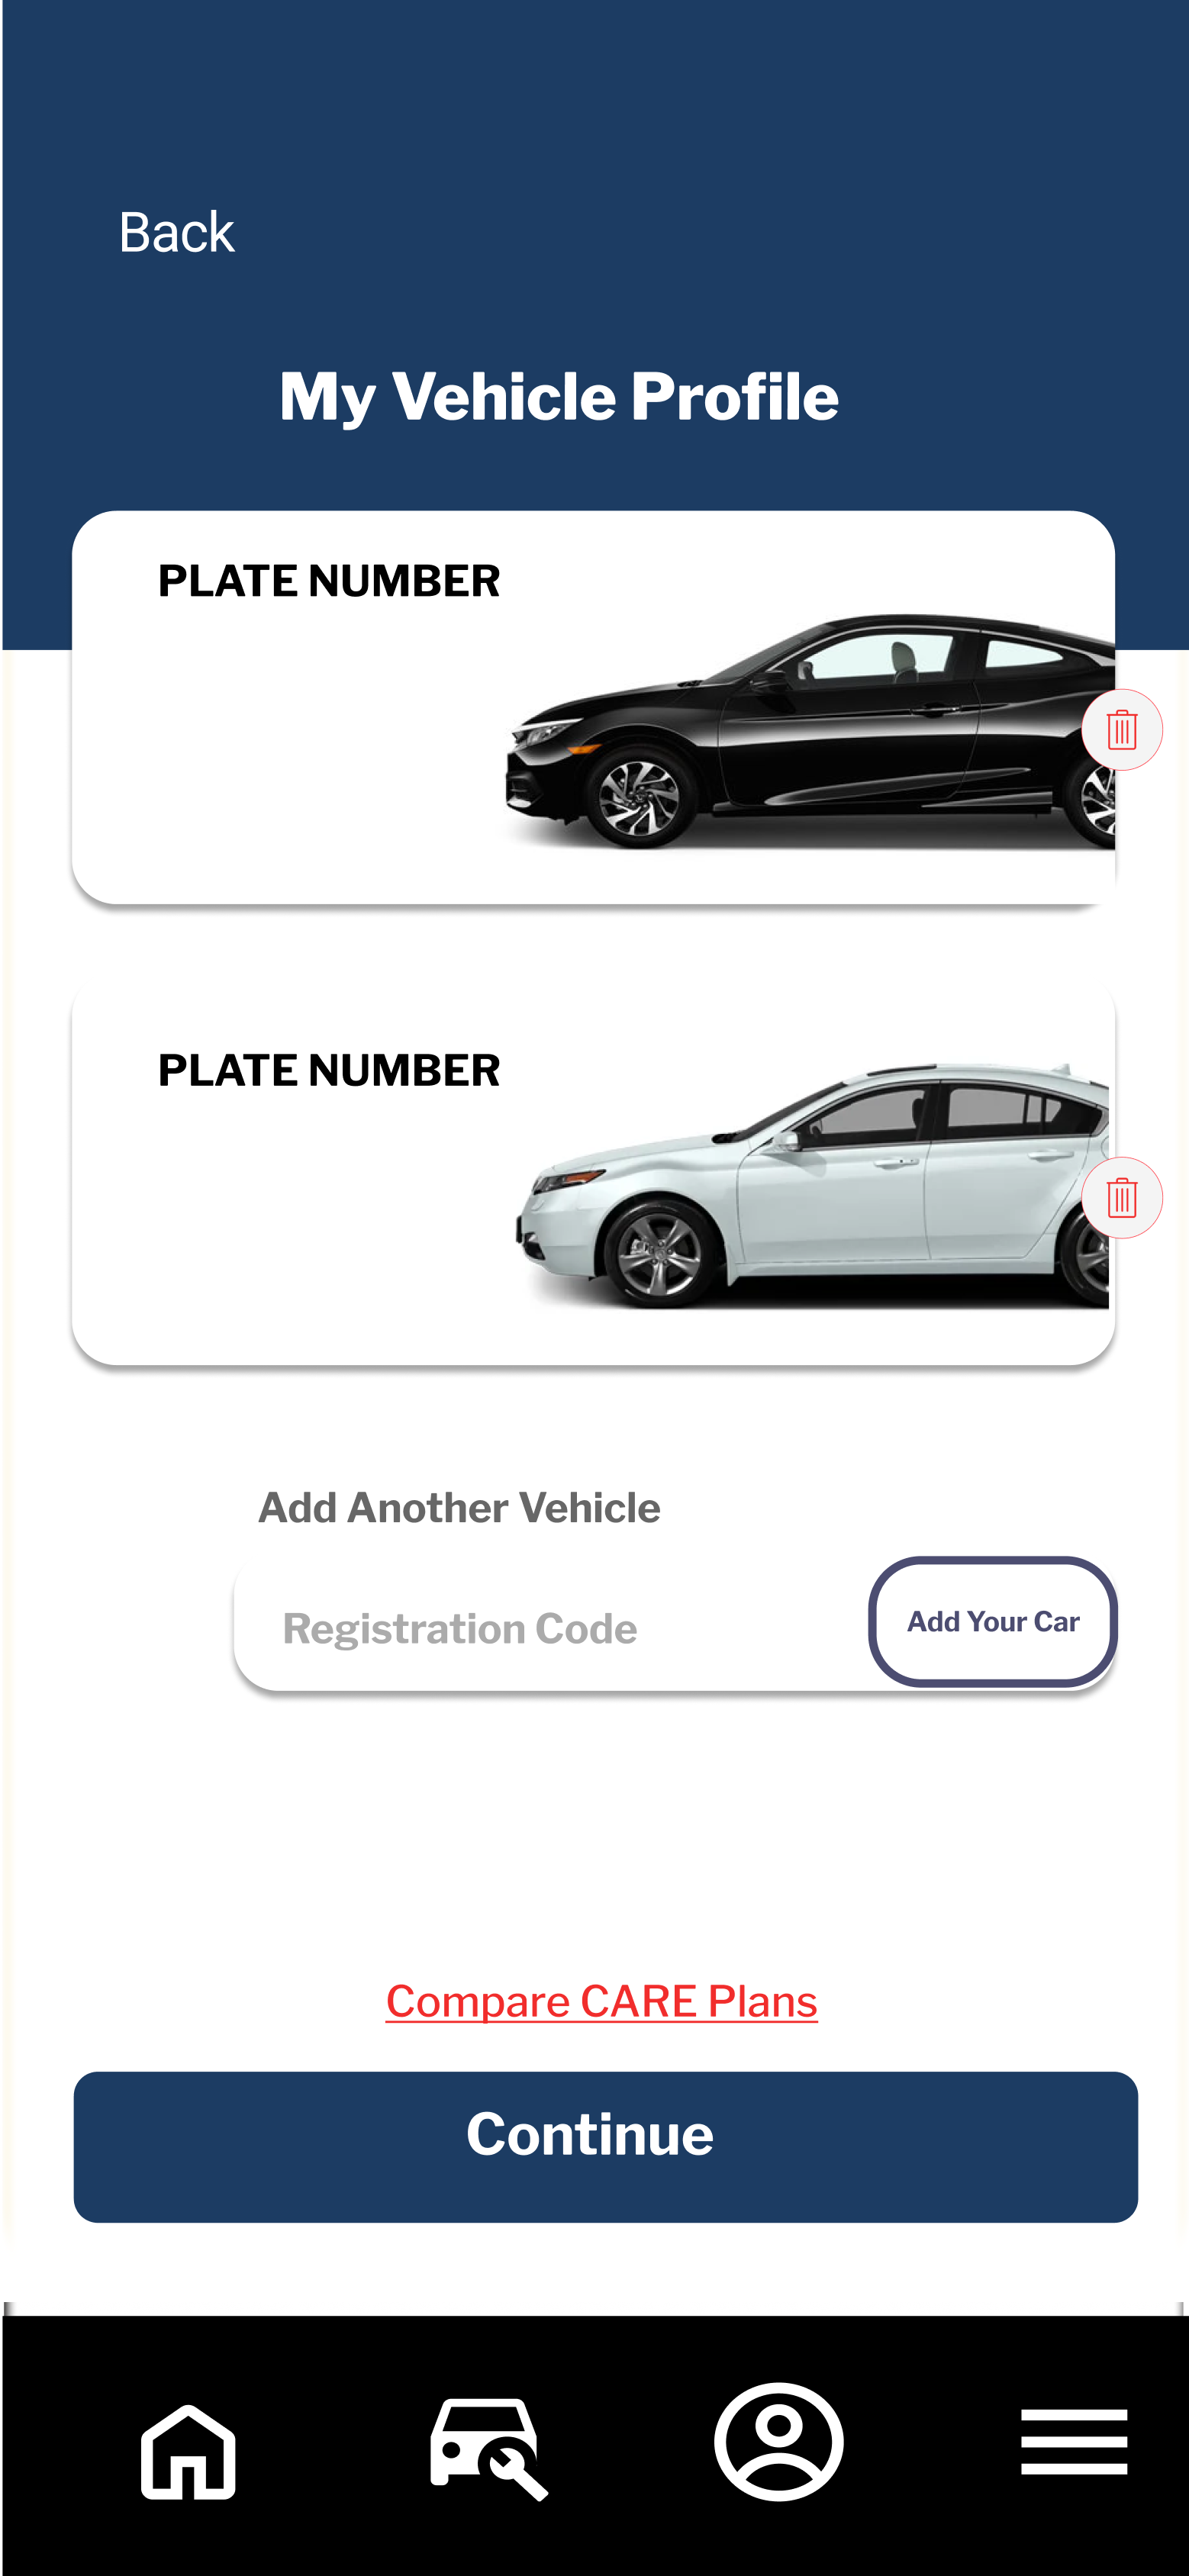 Back
My Vehicle Profile
PLATE NUMBER
PLATE NUMBER
Add Another Vehicle
Registration Code
Add Your Car
Compare CARE Plans
Continue